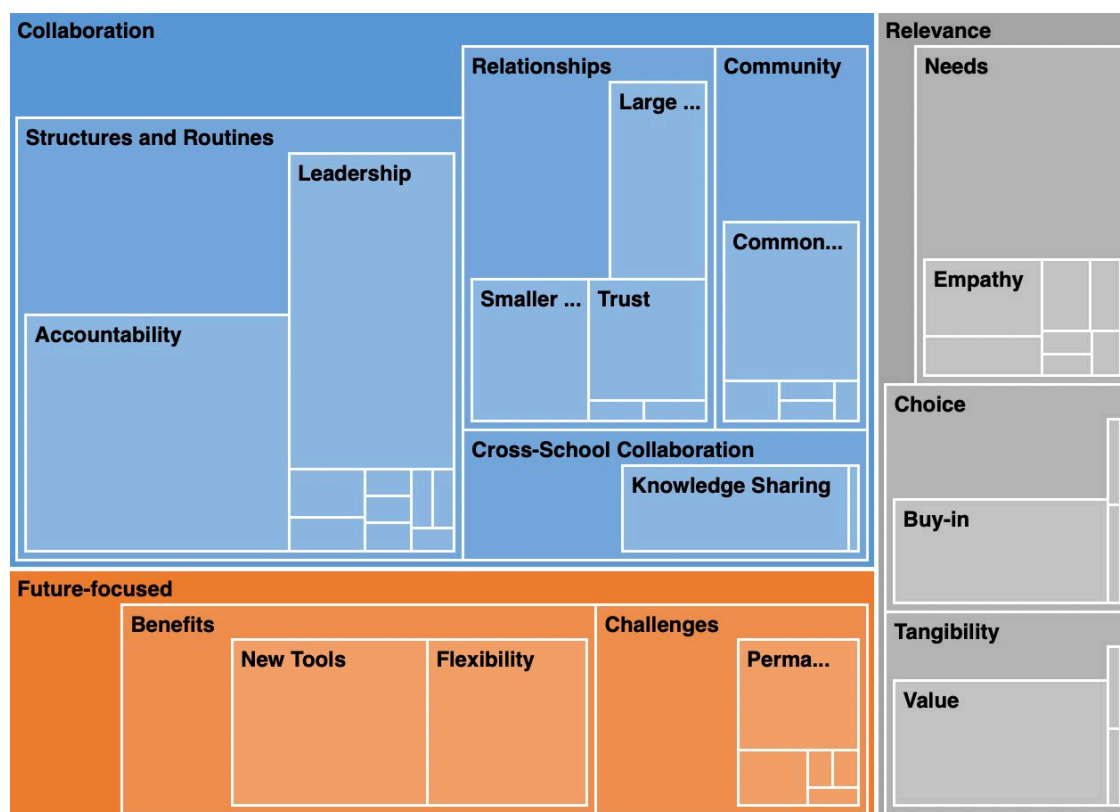 Collaboration
Structures and Routines
Leadership
Accountability
Relationships
Large ...
Smaller ...
Trust
Community
Common...
Cross-School Collaboration
Knowledge Sharing
Future-focused
Benefits
New Tools
Flexibility
Challenges
Perma...
Relevance
Needs
Empathy
Choice
Buy-in
Tangibility
Value